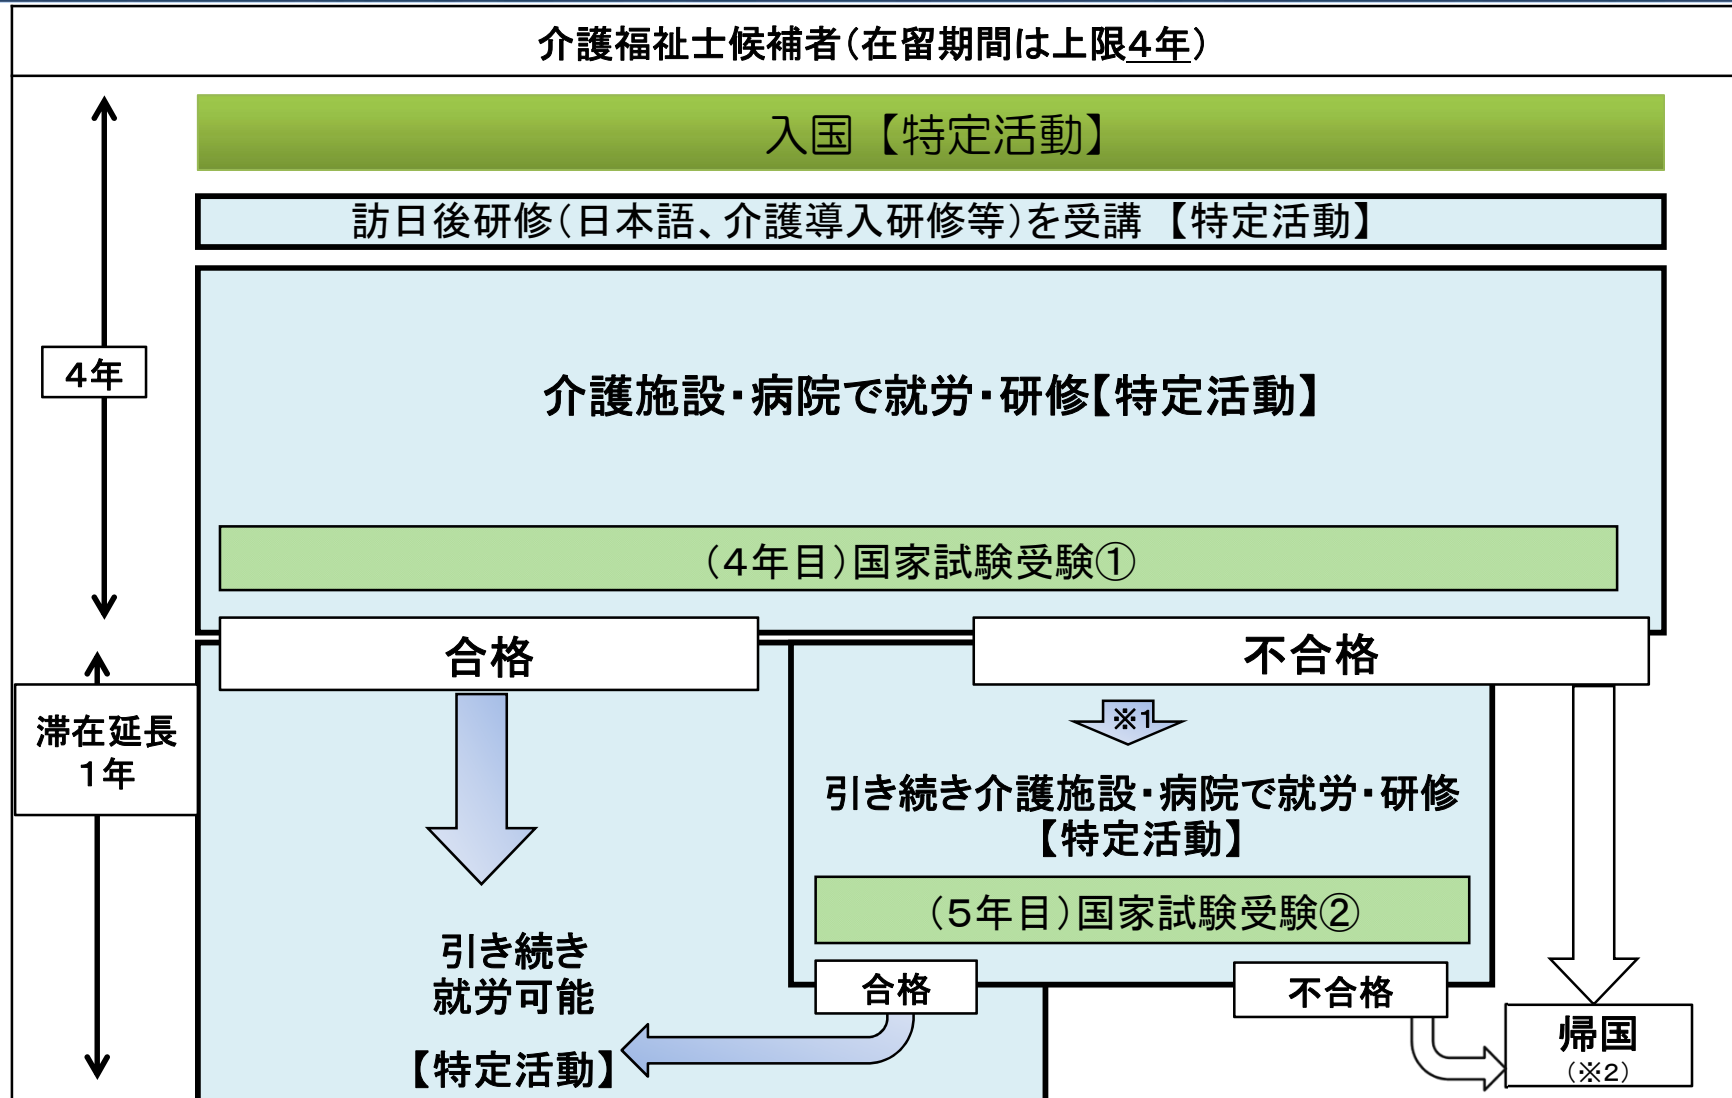 介護福祉士候補者（在留期間は上限４年）
入国【特定活動】
訪日後研修（日本語、介護導入研修等）を受講 【特定活動】
4年
介護施設・病院で就労・研修【特定活動】
（4年目）国家試験受験①
合格
不合格
滞在延長
1年
※1
引き続き介護施設・病院で就労・研修
【特定活動】
（5年目）国家試験受験②
引き続き
就労可能
【特定活動】
合格
不合格
帰国
（※2）